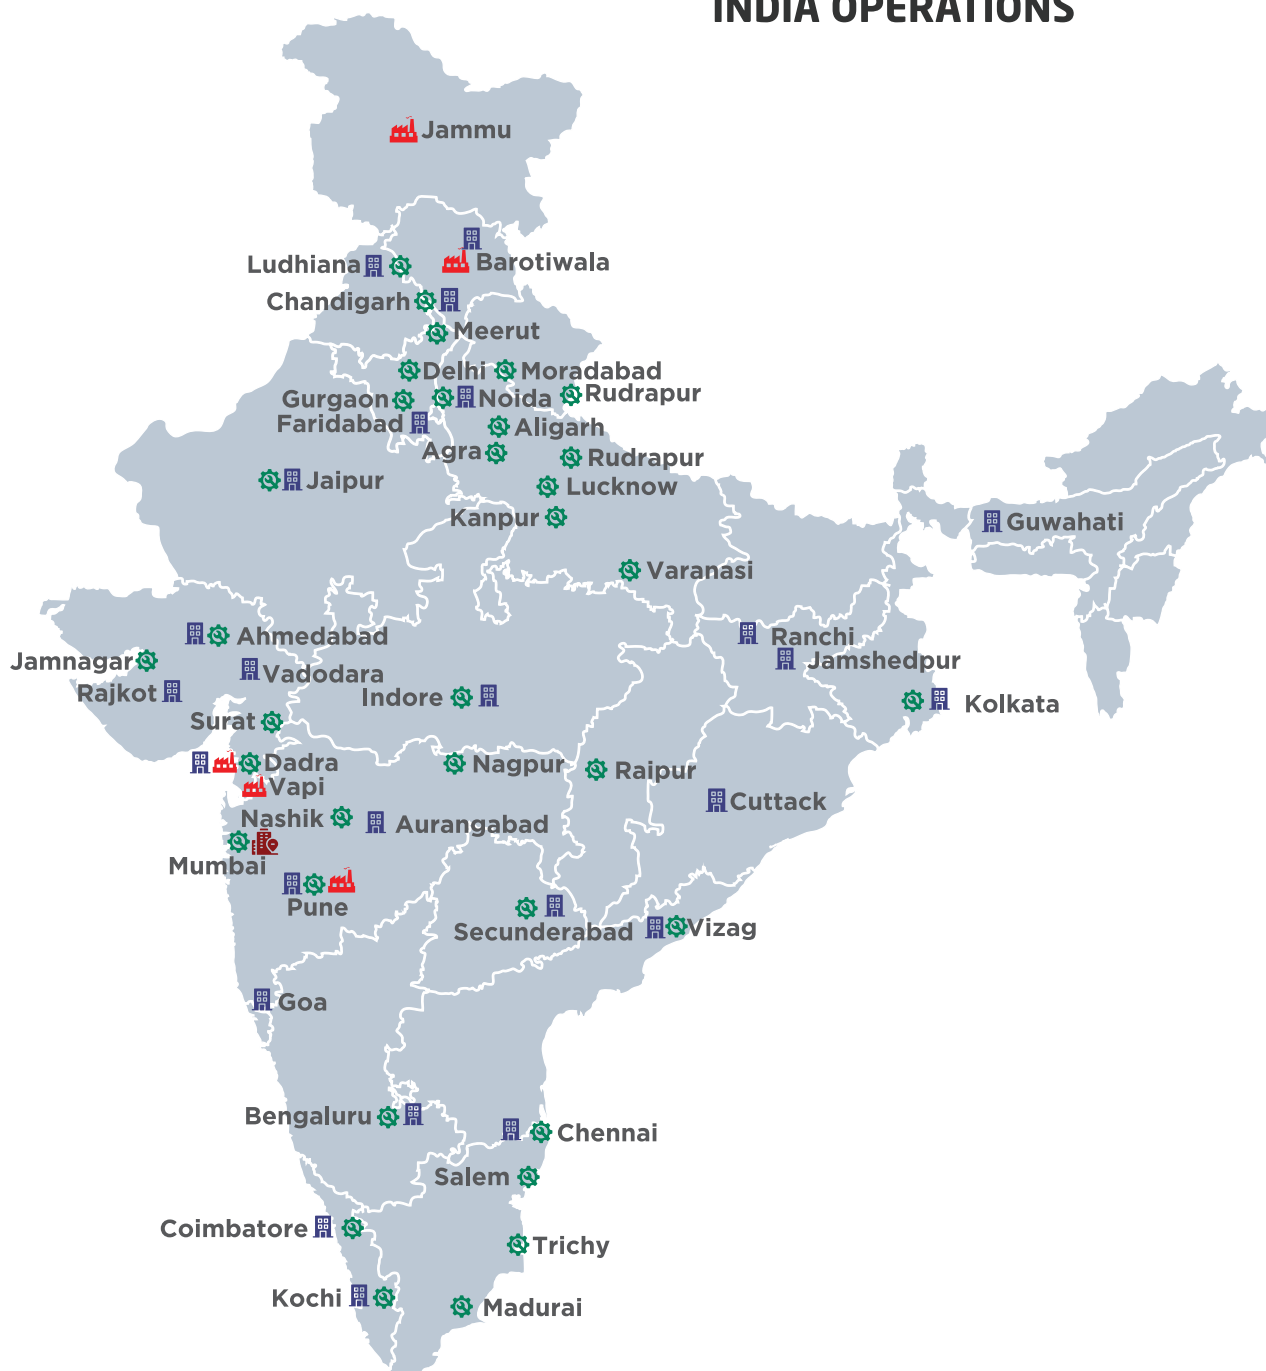 INDIA OPERATIONS
Jammu
Barotiwala
Ludhiana
Chandigarh
Meerut
Delhi
Moradabad
Rudrapur
Gurgaon
Noida
Faridabad
Aligarh
Agra
Rudrapur
Jaipur
Lucknow
Kanpur
Guwahati
Varanasi
Ahmedabad
Ranchi
Jamnagar
Jamshedpur
Vadodara
Rajkot
Indore
Kolkata
Surat
Dadra
Nagpur
Raipur
Vapi
Cuttack
Nashik
Aurangabad
Mumbai
Pune
Secunderabad
Vizag
Goa
Bengaluru
Chennai
Salem
Coimbatore
Trichy
Kochi
Madurai